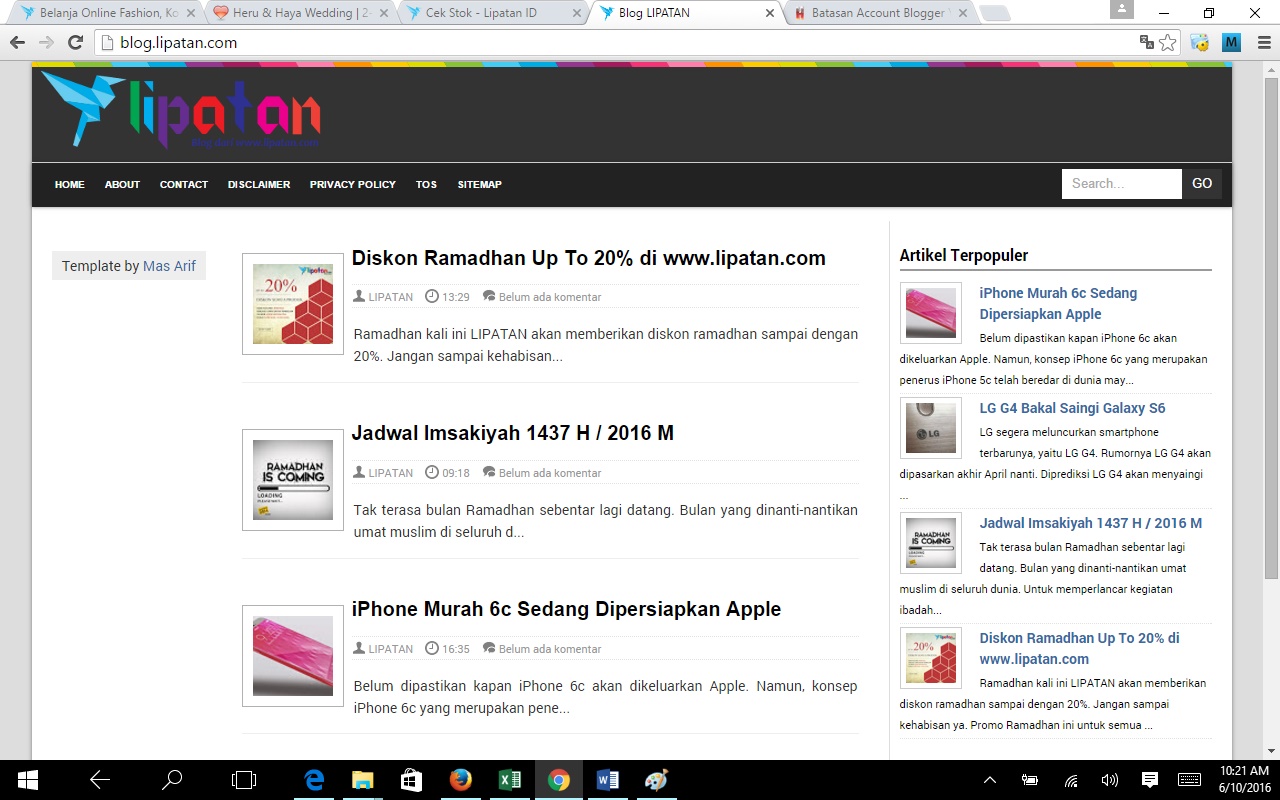 Belanja Online Fashion, Ko
Heru & Haya Wedding | 2-
Cek Stok - Lipatan ID
Blog LIPATAN
Batasan Account Blogger
blog.lipatan.com
lipatan
HOME ABOUT CONTACT DISCLAIMER PRIVACY POLICY TOS SITEMAP
Search... GO
Template by Mas Arif
Diskon Ramadhan Up To 20% di www.lipatan.com
LIPATAN 13:29 Belum ada komentar
Ramadhan kali ini LIPATAN akan memberikan diskon ramadhan sampai dengan
20%. Jangan sampai kehabisan...
lipatan
20%
Jadwal Imsakiyah 1437 H / 2016 M
LIPATAN 09:18 Belum ada komentar
Tak terasa bulan Ramadhan sebentar lagi datang. Bulan yang dinanti-nantikan
umat muslim di seluruh d...
RAMADHAN
IS COMING
LOADING
iPhone Murah 6c Sedang Dipersiapkan Apple
LIPATAN 16:35 Belum ada komentar
Belum dipastikan kapan iPhone 6c akan dikeluarkan Apple. Namun, konsep
iPhone 6c yang merupakan pene...
Artikel Terpopuler
iPhone Murah 6c Sedang
Dipersiapkan Apple
Belum dipastikan kapan iPhone 6c akan
dikeluarkan Apple. Namun, konsep iPhone 6c yang merupakan
penerus iPhone 5c telah beredar di dunia may...
LG
LG G4 Bakal Saingi Galaxy S6
LG segera meluncurkan smartphone
terbarunya, yaitu LG G4. Rumornya LG G4 akan
dipasarkan akhir April nanti. Diprediksi LG G4 akan menyaingi
...
RAMADHAN
IS COMING
Jadwal Imsakiyah 1437 H / 2016 M
Tak terasa bulan Ramadhan sebentar lagi
datang. Bulan yang dinanti-nantikan umat
muslim di seluruh dunia. Untuk memperlancar kegiatan
ibadah...
20%
Diskon Ramadhan Up To 20% di
www.lipatan.com
Ramadhan kali ini LIPATAN akan memberikan
diskon ramadhan sampai dengan 20%. Jangan sampai
kehabisan ya. Promo Ramadhan ini untuk semua ...
10:21 AM
6/10/2016